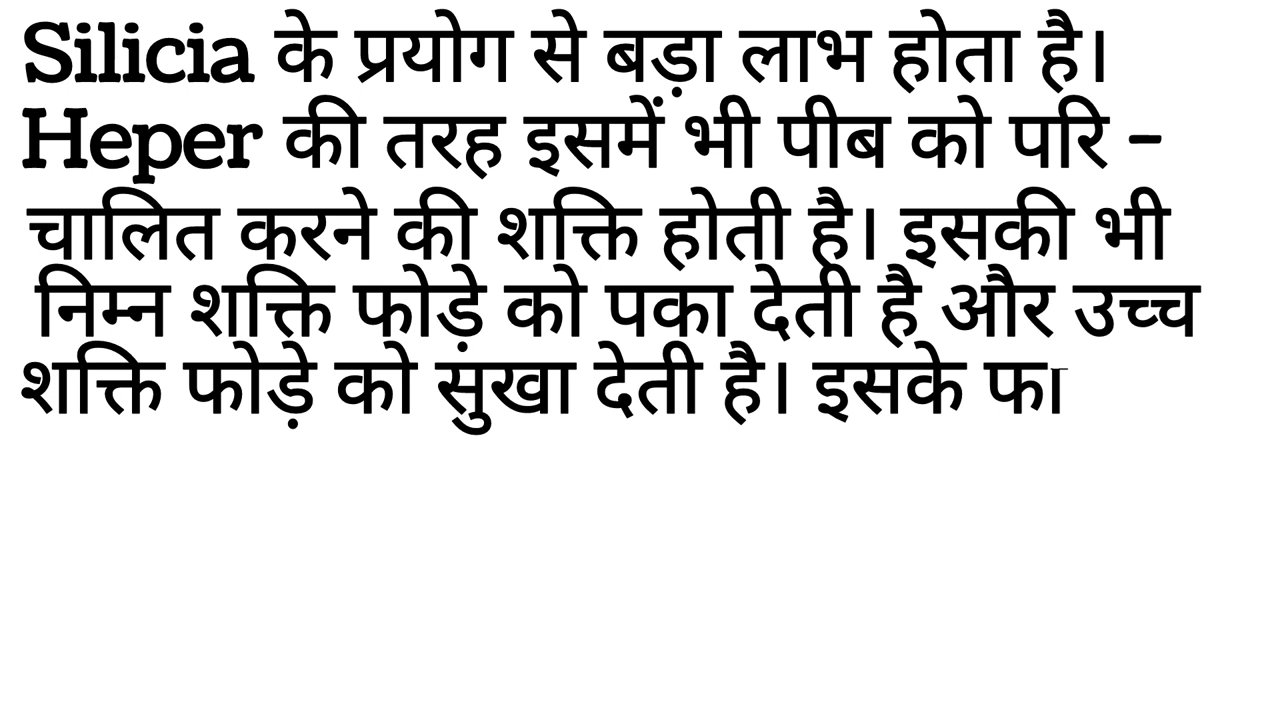 Silicia के प्रयोग से बड़ा लाभ होता है।
Heper की तरह इसमें भी पीब को परि -
चालित करने की शक्ति होती है। इसकी भी
निम्न शक्ति फोड़े को पका देती है और उच्च
शक्ति फोड़े को सुखा देती है। इसके